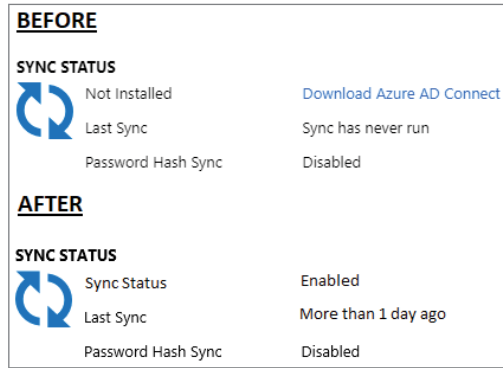 BEFORE
SYNC STATUS
Not Installed Download Azure AD Connect
Last Sync Sync has never run
Password Hash Sync Disabled
AFTER
SYNC STATUS
Sync Status Enabled
Last Sync More than 1 day ago
Password Hash Sync Disabled